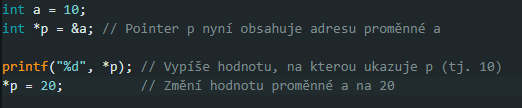 int a = 10;
int *p = &a; // Pointer p nyní obsahuje adresu proměnné a
printf("%d", *p); // Vypíše hodnotu, na kterou ukazuje p (tj. 10)
*p = 20;          // Změní hodnotu proměnné a na 20